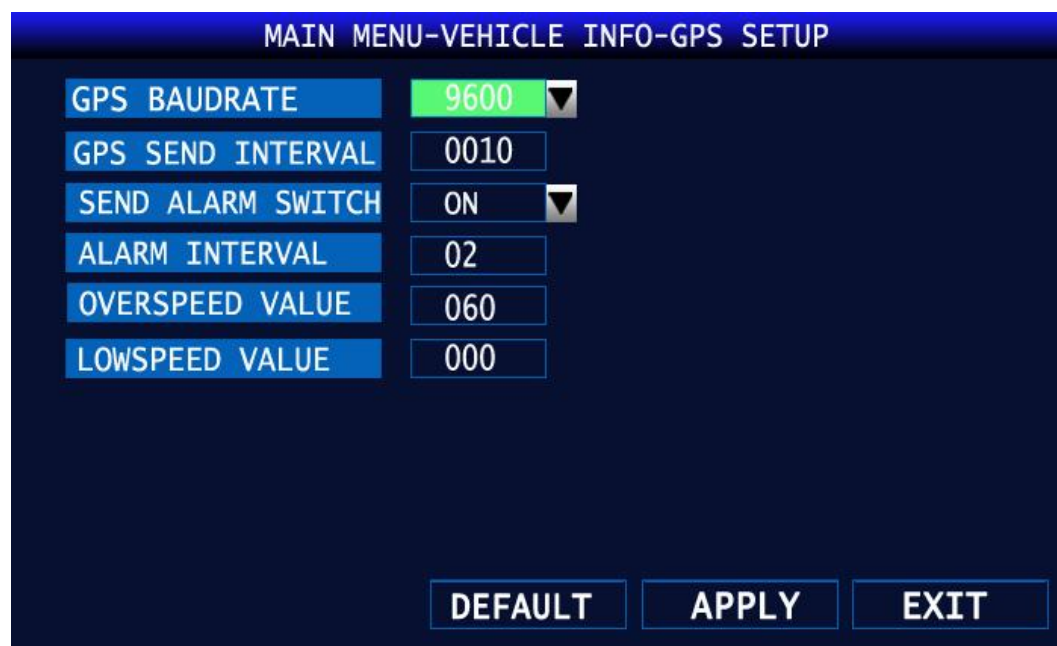 MAIN MENU-VEHICLE INFO-GPS SETUP
GPS BAUDRATE 9600
GPS SEND INTERVAL 0010
SEND ALARM SWITCH ON
ALARM INTERVAL 02
OVERSPEED VALUE 060
LOWSPEED VALUE 000
DEFAULT APPLY EXIT